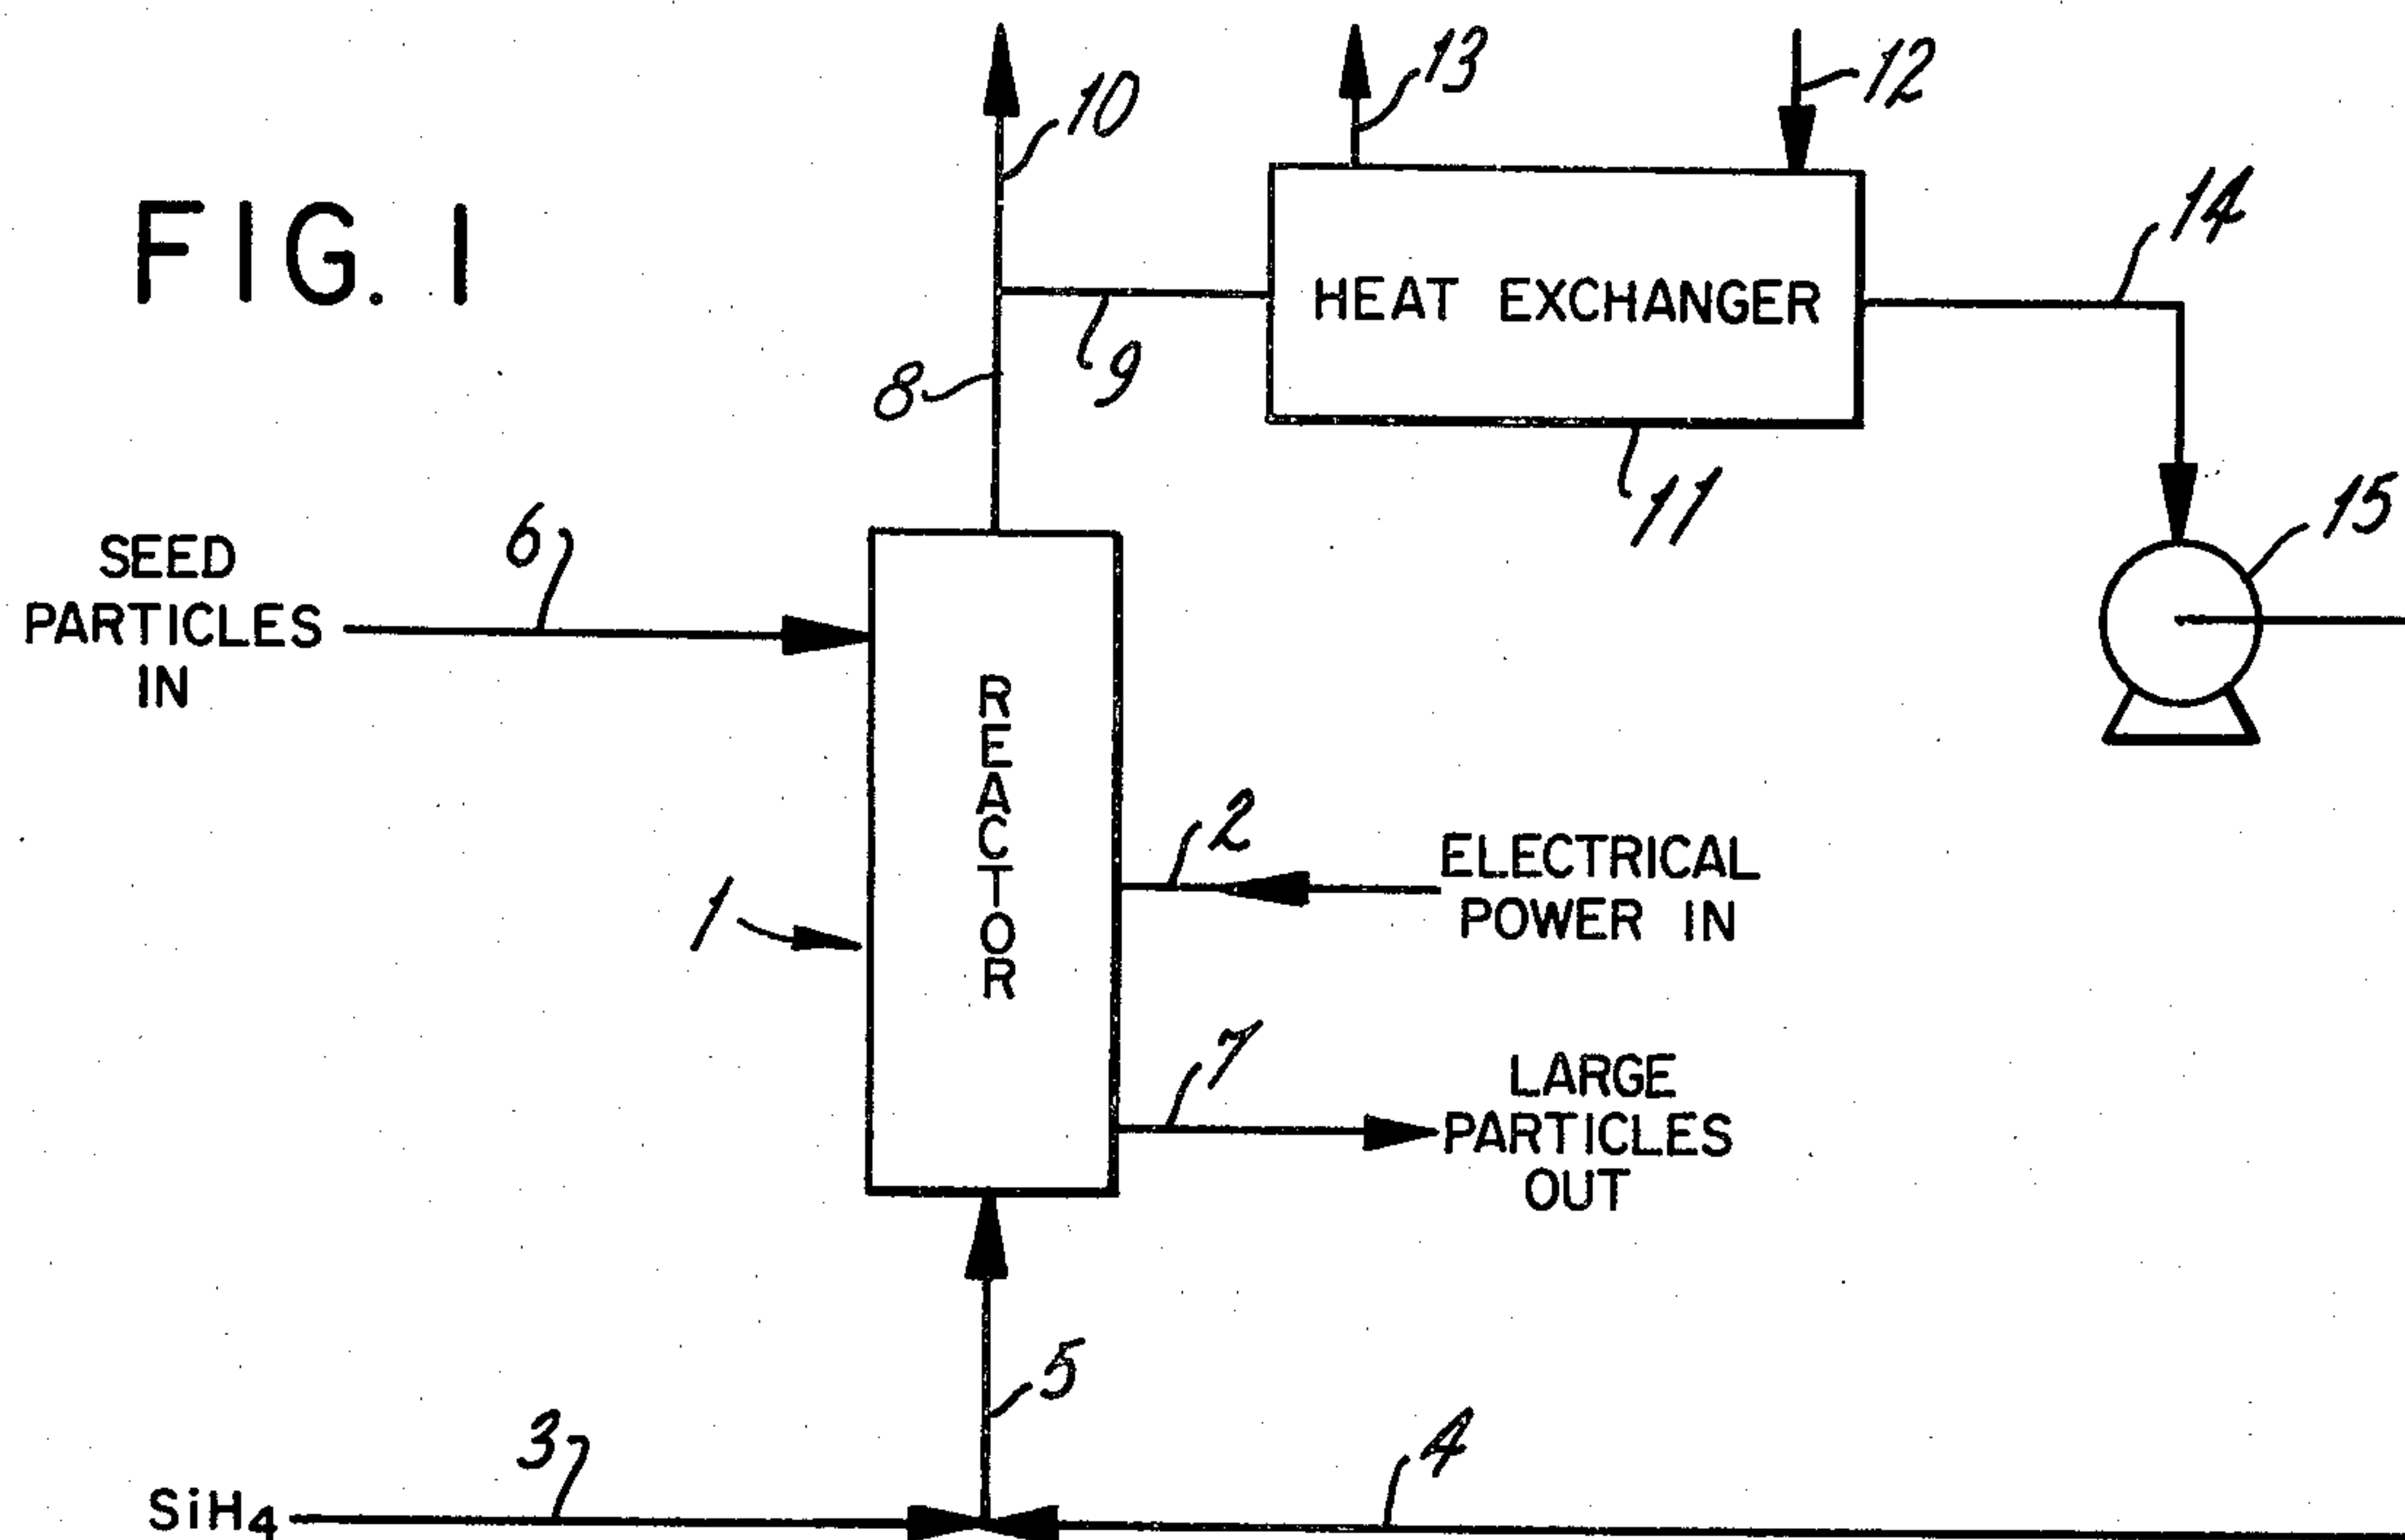 FIG. 1
10
13
12
14
HEAT EXCHANGER
9
8
11
15
6
SEED
PARTICLES
IN
REACTOR
2
ELECTRICAL
POWER IN
1
7
LARGE
PARTICLES
OUT
5
3
4
SiH4